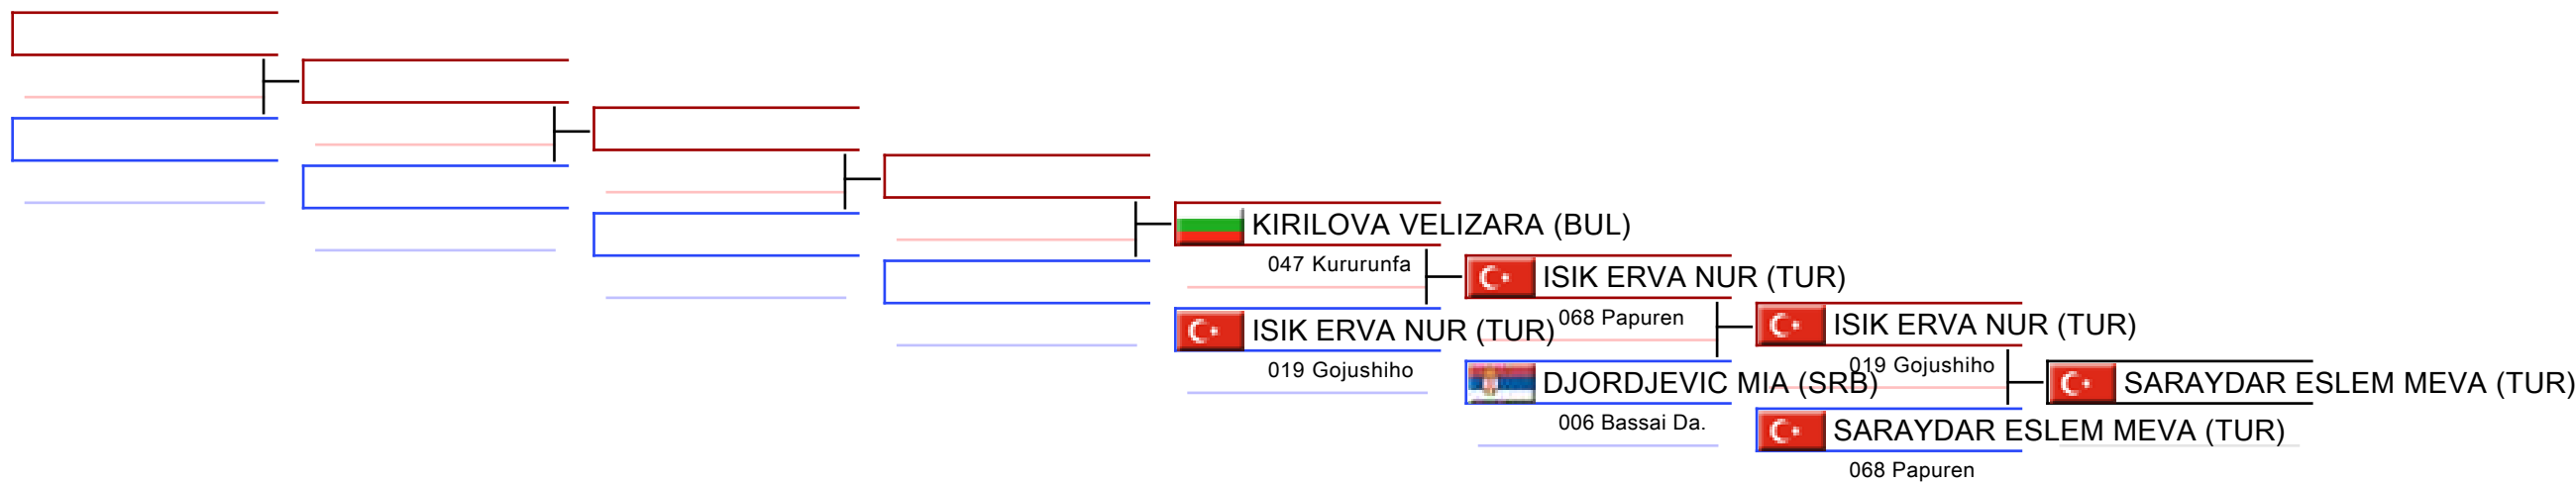 KIRILOVA VELIZARA (BUL)
047 Kururunfa
ISIK ERVA NUR (TUR)
019 Gojushiho
ISIK ERVA NUR (TUR)
068 Papuren
DJORDJEVIC MIA (SRB)
006 Bassai Da.
ISIK ERVA NUR (TUR)
019 Gojushiho
SARAYDAR ESLEM MEVA (TUR)
068 Papuren
SARAYDAR ESLEM MEVA (TUR)